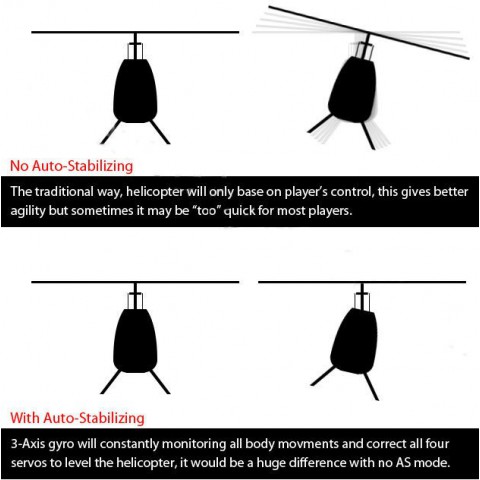 No Auto-Stabilizing
The traditional way, helicopter will only base on player's control, this gives better
agility but sometimes it may be "too" quick for most players.
With Auto-Stabilizing
3-Axis gyro will constantly monitoring all body movments and correct all four
servos to level the helicopter, it would be a huge difference with no AS mode.